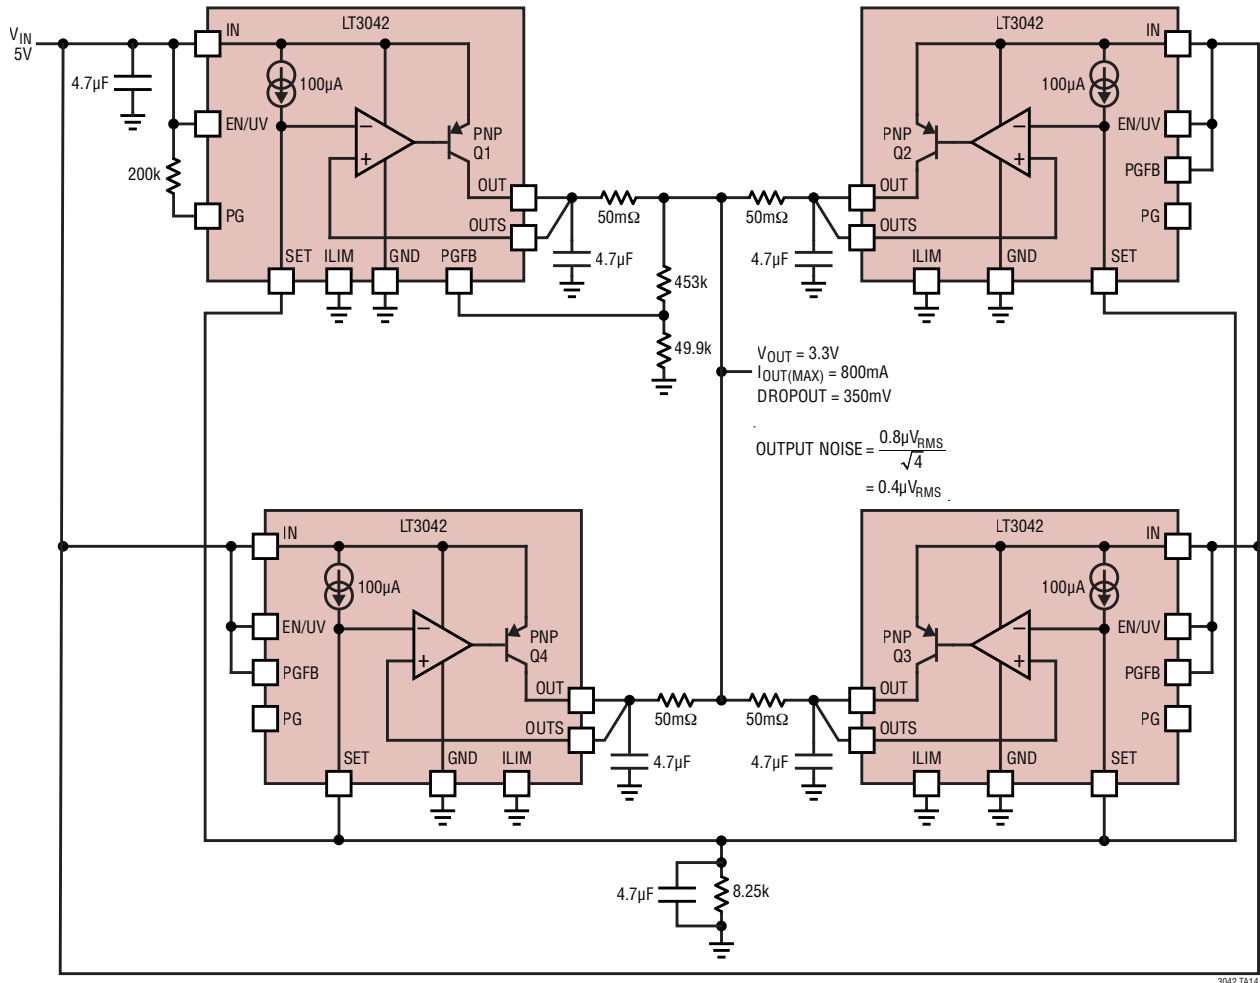 LT3042
LT3042
VIN
5V
IN
IN
4.7µF
100µA
100µA
EN/UV
EN/UV
PNP
Q1
PNP
Q2
200k
PGFB
OUT
OUT
PG
PG
50mΩ
50mΩ
OUTS
OUTS
SET
ILIM
GND
PGFB
4.7µF
4.7µF
ILIM
GND
SET
453k
49.9k
VOUT = 3.3V
IOUT(MAX) = 800mA
DROPOUT = 350mV
OUTPUT NOISE = 0.8µVRMS
√4
= 0.4µVRMS
LT3042
LT3042
IN
IN
100µA
100µA
EN/UV
EN/UV
PNP
Q4
PNP
Q3
PGFB
PGFB
OUT
OUT
PG
PG
50mΩ
50mΩ
OUTS
OUTS
SET
GND
ILIM
4.7µF
4.7µF
ILIM
GND
SET
4.7µF
8.25k
3042 TA14